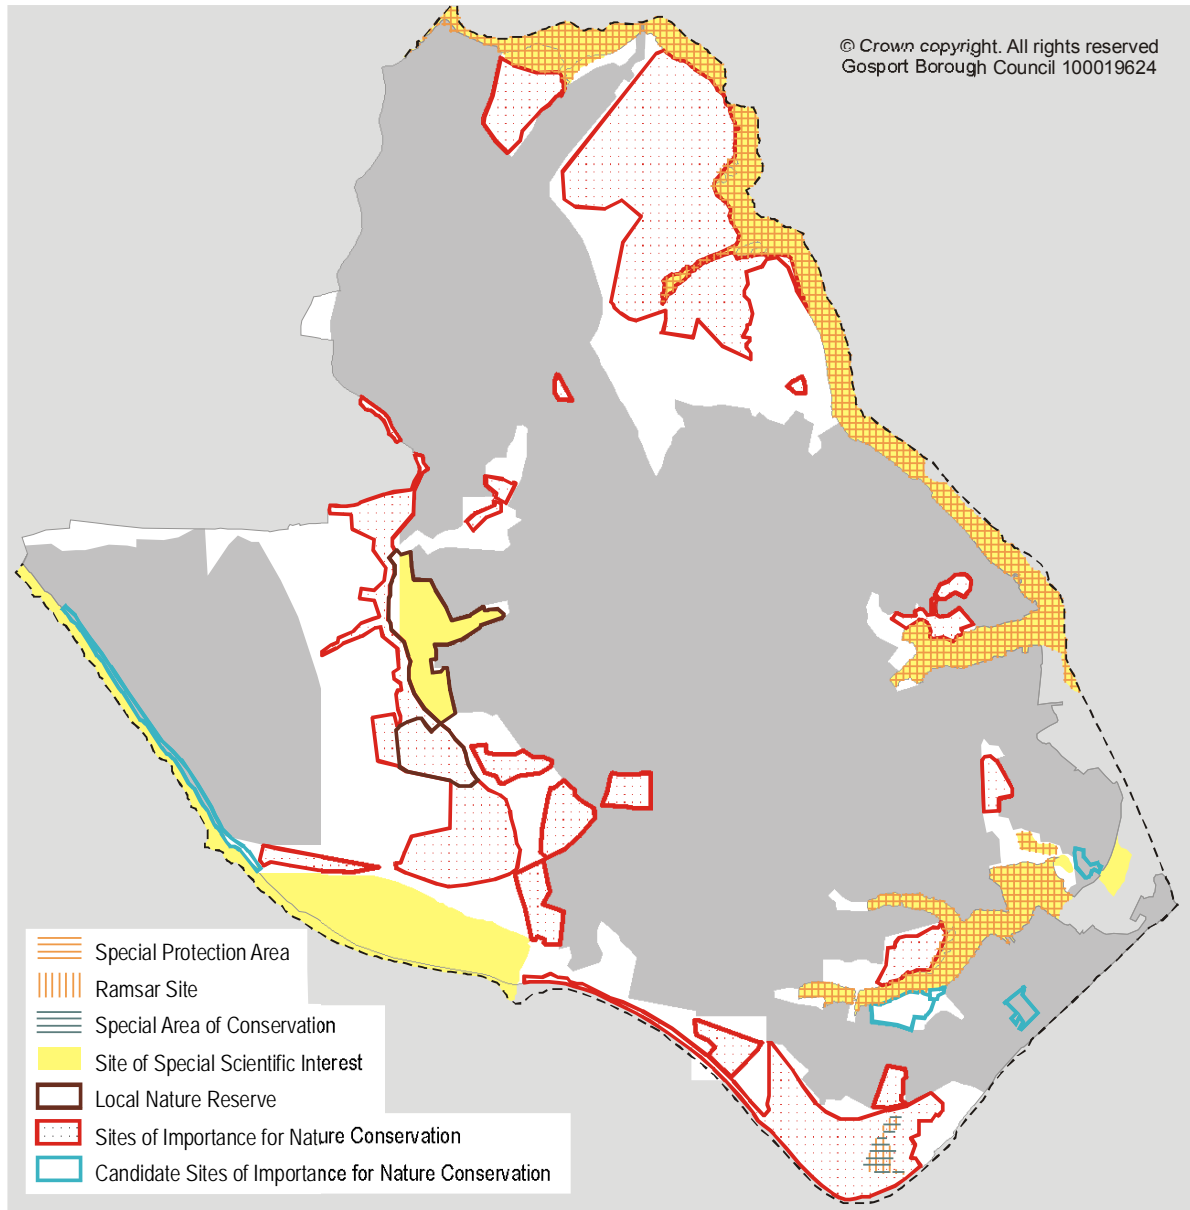 © Crown copyright. All rights reserved
Gosport Borough Council 100019624
Special Protection Area
Ramsar Site
Special Area of Conservation
Site of Special Scientific Interest
Local Nature Reserve
Sites of Importance for Nature Conservation
Candidate Sites of Importance for Nature Conservation